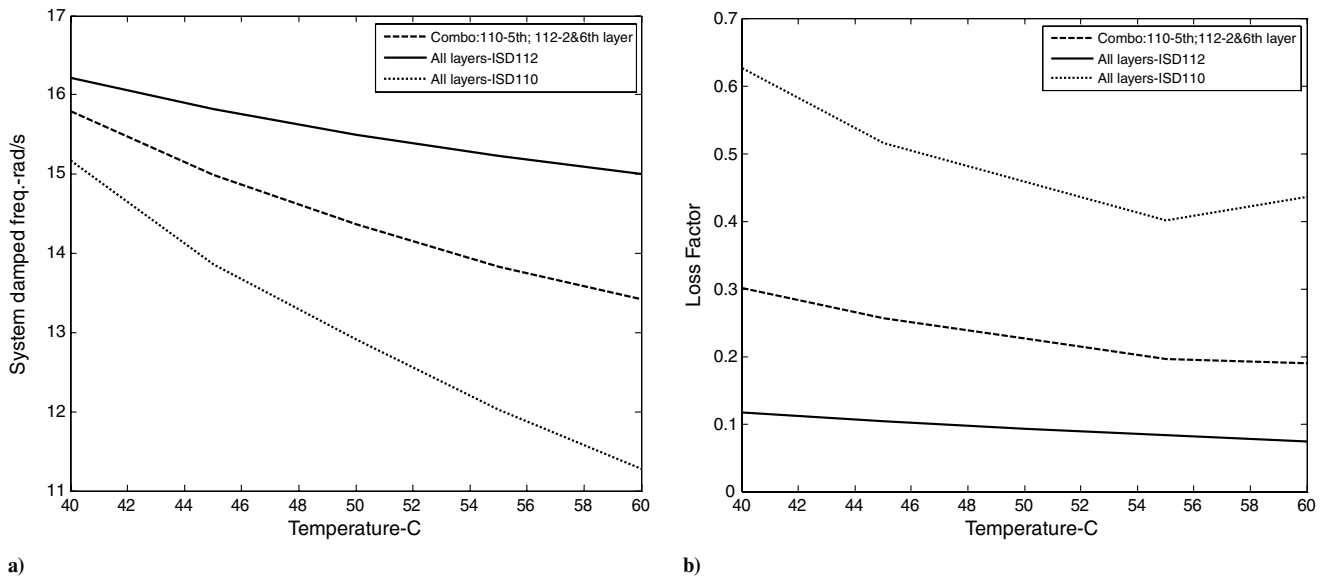 17
16
15
14
13
12
11
40 42 44 46 48 50 52 54 56 58 60
System damped freq.-rad/s
Temperature-C
Combo:110-5th; 112-2&6th layer
All layers-ISD112
All layers-ISD110
a)
0.7
0.6
0.5
0.4
0.3
0.2
0.1
0
40 42 44 46 48 50 52 54 56 58 60
Loss Factor
Temperature-C
Combo:110-5th;112-2&6th layer
All layers-ISD112
All layers-ISD110
b)